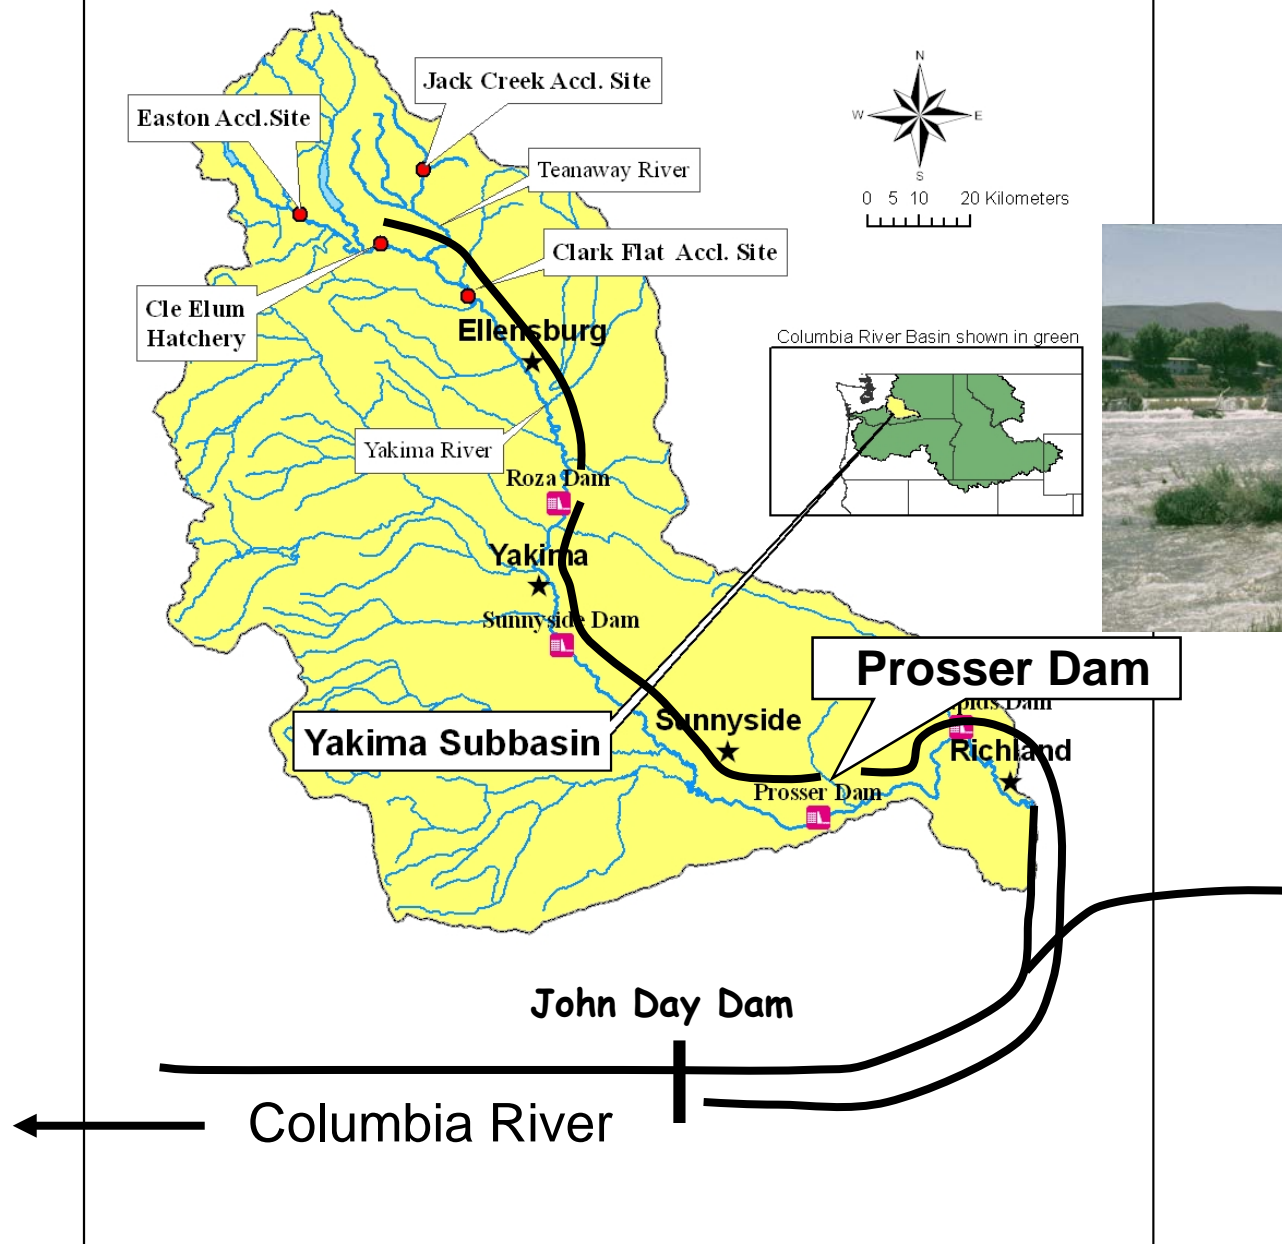 Jack Creek Accl. Site
Easton Accl.Site
Teanaway River
Clark Flat Accl. Site
Cle Elum
Hatchery
Ellensburg
Yakima River
Roza Dam
Yakima
Sunnyside Dam
Yakima Subbasin
Sunnyside
Prosser Dam
Prosser Dam
Dam
Richland
N
W
E
S
0 5 10 20 Kilometers
Columbia River Basin shown in green
John Day Dam
Columbia River